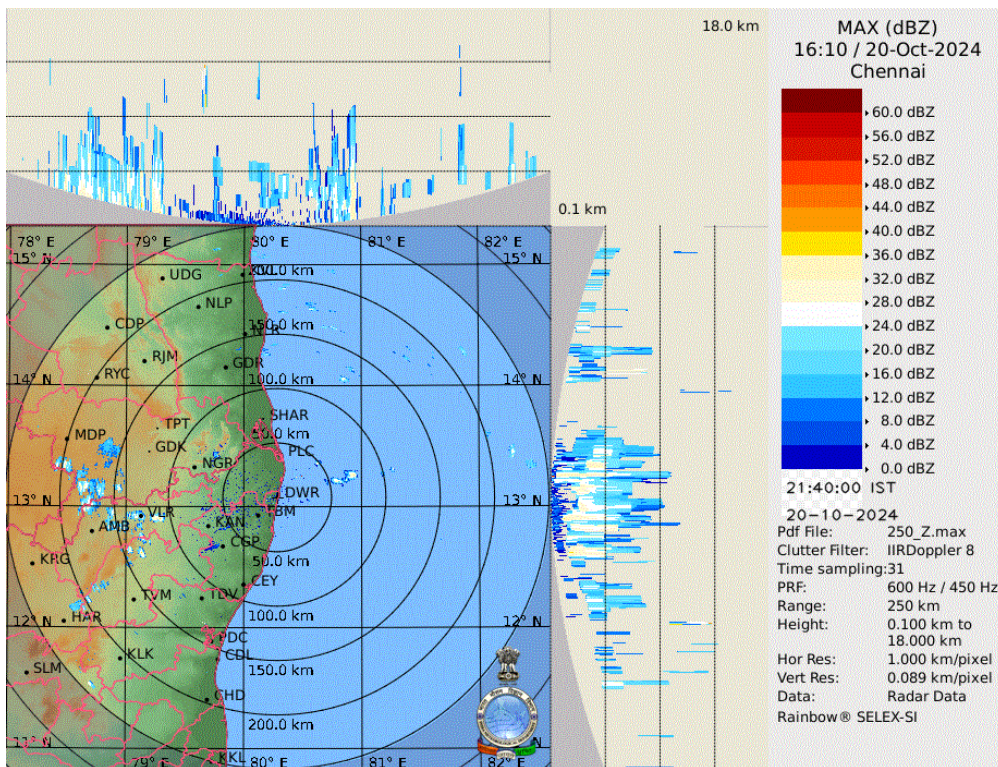 18.0 km
0.1 km
MAX (dBZ)
16:10 / 20-Oct-2024
Chennai
60.0 dBZ
56.0 dBZ
52.0 dBZ
48.0 dBZ
44.0 dBZ
40.0 dBZ
36.0 dBZ
32.0 dBZ
28.0 dBZ
24.0 dBZ
20.0 dBZ
16.0 dBZ
12.0 dBZ
8.0 dBZ
4.0 dBZ
0.0 dBZ
21:40:00 IST
20-10-2024
Pdf File: 250_Z.max
Clutter Filter: IIRDoppler 8
Time sampling:31
PRF: 600 Hz / 450 Hz
Range: 250 km
Height: 0.100 km to
18.000 km
Hor Res: 1.000 km/pixel
Vert Res: 0.089 km/pixel
Data: Radar Data
Rainbow® SELEX-SI
78° E 79° E 80° E 81° E 82° E
15° N 15° N
UDG
NLP
CDP
150.0 km
RJM
GDR
RYC
100.0 km
14° N 14° N
SHAR
TPT
MDP
50.0 km
GDK
PLC
NGR
DWR
13° N 13° N
VLR
AMB
KAN
CGP
KRG
50.0 km
CEY
TVM
TDV
HAR
100.0 km
12° N 12° N
PDC
KLK
CDL
SLM
150.0 km
CHD
200.0 km
11° N 11° N
KKL
79° E 80° E 81° E 82° E